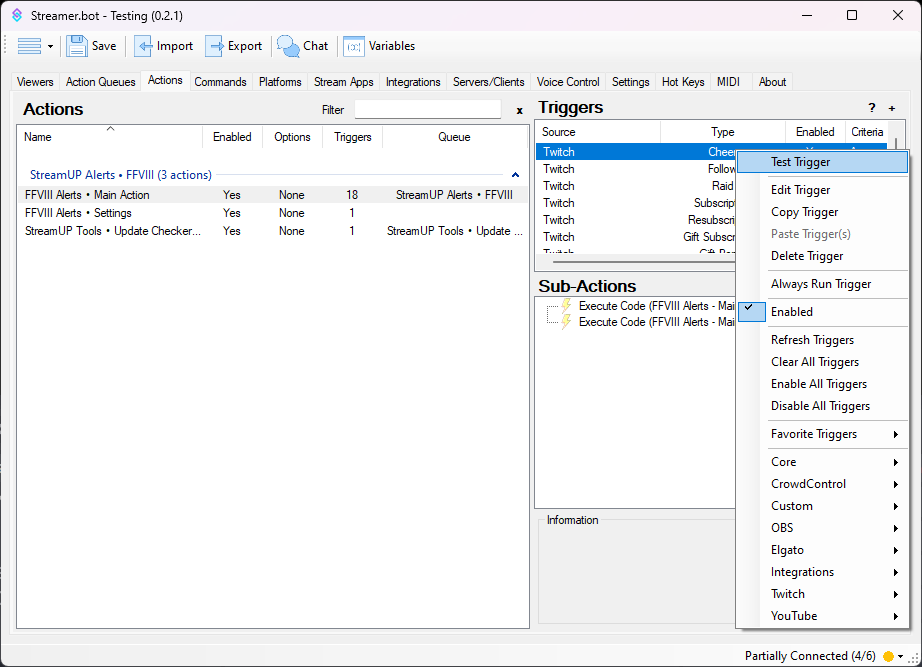 Streamer.bot - Testing (0.2.1)
Save Import Export Chat Variables
Viewers Action Queues Actions Commands Platforms Stream Apps Integrations Servers/Clients Voice Control Settings Hot Keys MIDI About
Actions Filter x
Name Enabled Options Triggers Queue
StreamUP Alerts • FFVIII (3 actions)
FFVIII Alerts • Main Action Yes None 18 StreamUP Alerts • FFVIII
FFVIII Alerts • Settings Yes None 1
StreamUP Tools • Update Checker... Yes None 1 StreamUP Tools • Update ...
Triggers ? +
Source Type Enabled Criteria
Twitch Cheer
Twitch Follow
Twitch Raid
Twitch Subscript
Twitch Resubscri
Twitch Gift Subscr
Twitch
Sub-Actions
Execute Code (FFVIII Alerts - Mai
Execute Code (FFVIII Alerts - Mai
Information
Test Trigger
Edit Trigger
Copy Trigger
Paste Trigger(s)
Delete Trigger
Always Run Trigger
Enabled
Refresh Triggers
Clear All Triggers
Enable All Triggers
Disable All Triggers
Favorite Triggers
Core
CrowdControl
Custom
OBS
Elgato
Integrations
Twitch
YouTube
Partially Connected (4/6)